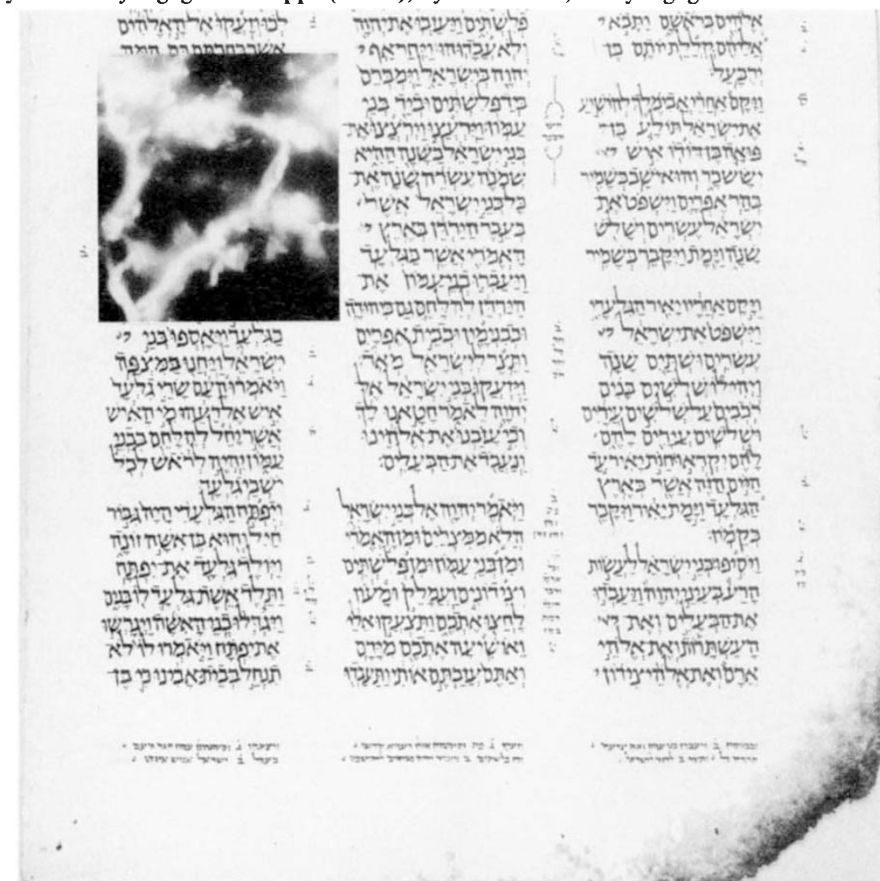 אלהים בראשם ותבא
אליהם קללת יותם בן
ירבעל
ויקם אחרי אבימלך להושיע
את ישראל תולע בן
פואה בן דודו איש
יששכר והוא ישב בשמיר
בהר אפרים וישפט את
ישראל עשרים ושלש
שנה וימת ויקבר בשמיר
ויקם אחריו יאיר הגלעדי
וישפט את ישראל
עשרים ושתים שנה
ויהי לו שלשים בנים
רכבים על שלשים עירים
ושלשים עירים להם
להם יקראו חות יאיר עד
היום הזה אשר בארץ
הגלעד וימת יאיר ויקבר
בקמון
ויסיפו בני ישראל לעשות
הרע בעיני יהוה ויעבדו
את הבעלים ואת
העשתרות ואת אלהי
ארם ואת אלהי צידון
פלשתים ויעזבו את יהוה
ולא עבדוהו ויחר אף
יהוה בישראל וימכרם
ביד פלשתים וביד בני
עמון וירעצו וירצצו את
בני ישראל בשנה ההיא
שמנה עשרה שנה את
כל בני ישראל אשר
בעבר הירדן בארץ
האמרי אשר בגלעד
ויעברו בני עמון את
הירדן להלחם גם ביהודה
ובבנימין ובבית אפרים
ותצר לישראל מאד
ויזעקו בני ישראל אל
יהוה לאמר חטאנו לך
וכי עזבנו את אלהינו
ונעבד את הבעלים׃
ויאמר יהוה אל בני ישראל
הלא ממצרים ומן האמרי
ומן בני עמון ומן פלשתים
וצידונים ועמלק ומעון
לחצו אתכם ותצעקו אלי
ואושיעה אתכם מידם
ואתם עזבתם אותי ותעבדו
לכו וזעקו אל האלהים
אשר בחרתם בם המה
בגלעד ויאספו בני
ישראל ויחנו במצפה
ויאמרו העם שרי גלעד
איש אל רעהו מי האיש
אשר יחל להלחם בבני
עמון יהיה לראש לכל
ישבי גלעד
ויפתח הגלעדי היה גבור
חיל והוא בן אשה זונה
ויולד גלעד את יפתח
ותלד אשת גלעד לו בנים
ויגדלו בני האשה ויגרשו
את יפתח ויאמרו לו לא
תנחל בבית אבינו כי בן